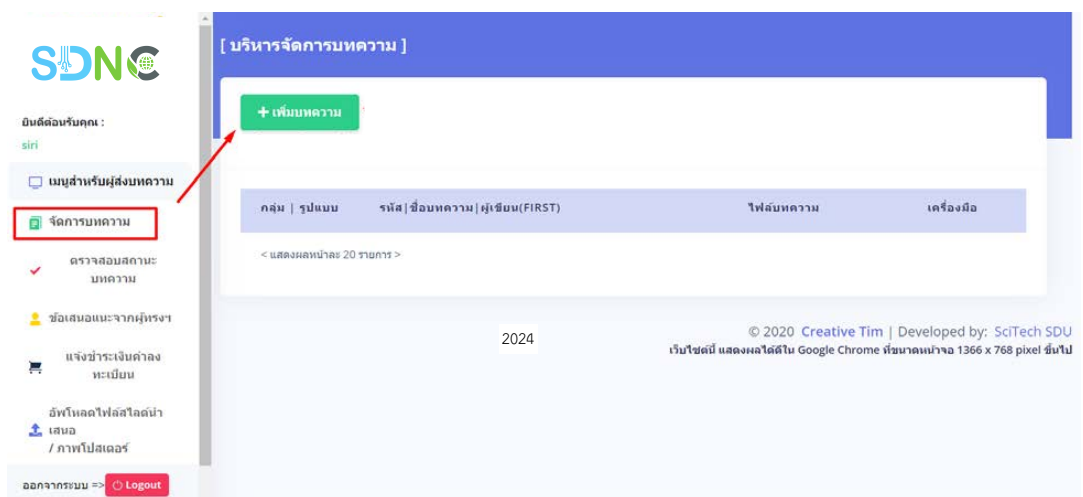 SDNC
ยินดีต้อนรับคุณ :
siri
เมนูสำหรับผู้ส่งบทความ
จัดการบทความ
ตรวจสอบสถานะ
บทความ
ข้อเสนอแนะจากผู้ทรงฯ
แจ้งชำระเงินค่าลง
ทะเบียน
อัพโหลดไฟล์สไลด์นำ
เสนอ
/ ภาพโปสเตอร์
ออกจากระบบ => Logout
[ บริหารจัดการบทความ ]
+ เพิ่มบทความ
กลุ่ม | รูปแบบ รหัส|ชื่อบทความ|ผู้เขียน(FIRST) ไฟล์บทความ เครื่องมือ
< แสดงผลหน้าละ 20 รายการ >
2024
© 2020 Creative Tim | Developed by: SciTech SDU
เว็บไซต์นี้ แสดงผลได้ดีใน Google Chrome ที่ขนาดหน้าจอ 1366 x 768 pixel ขึ้นไป